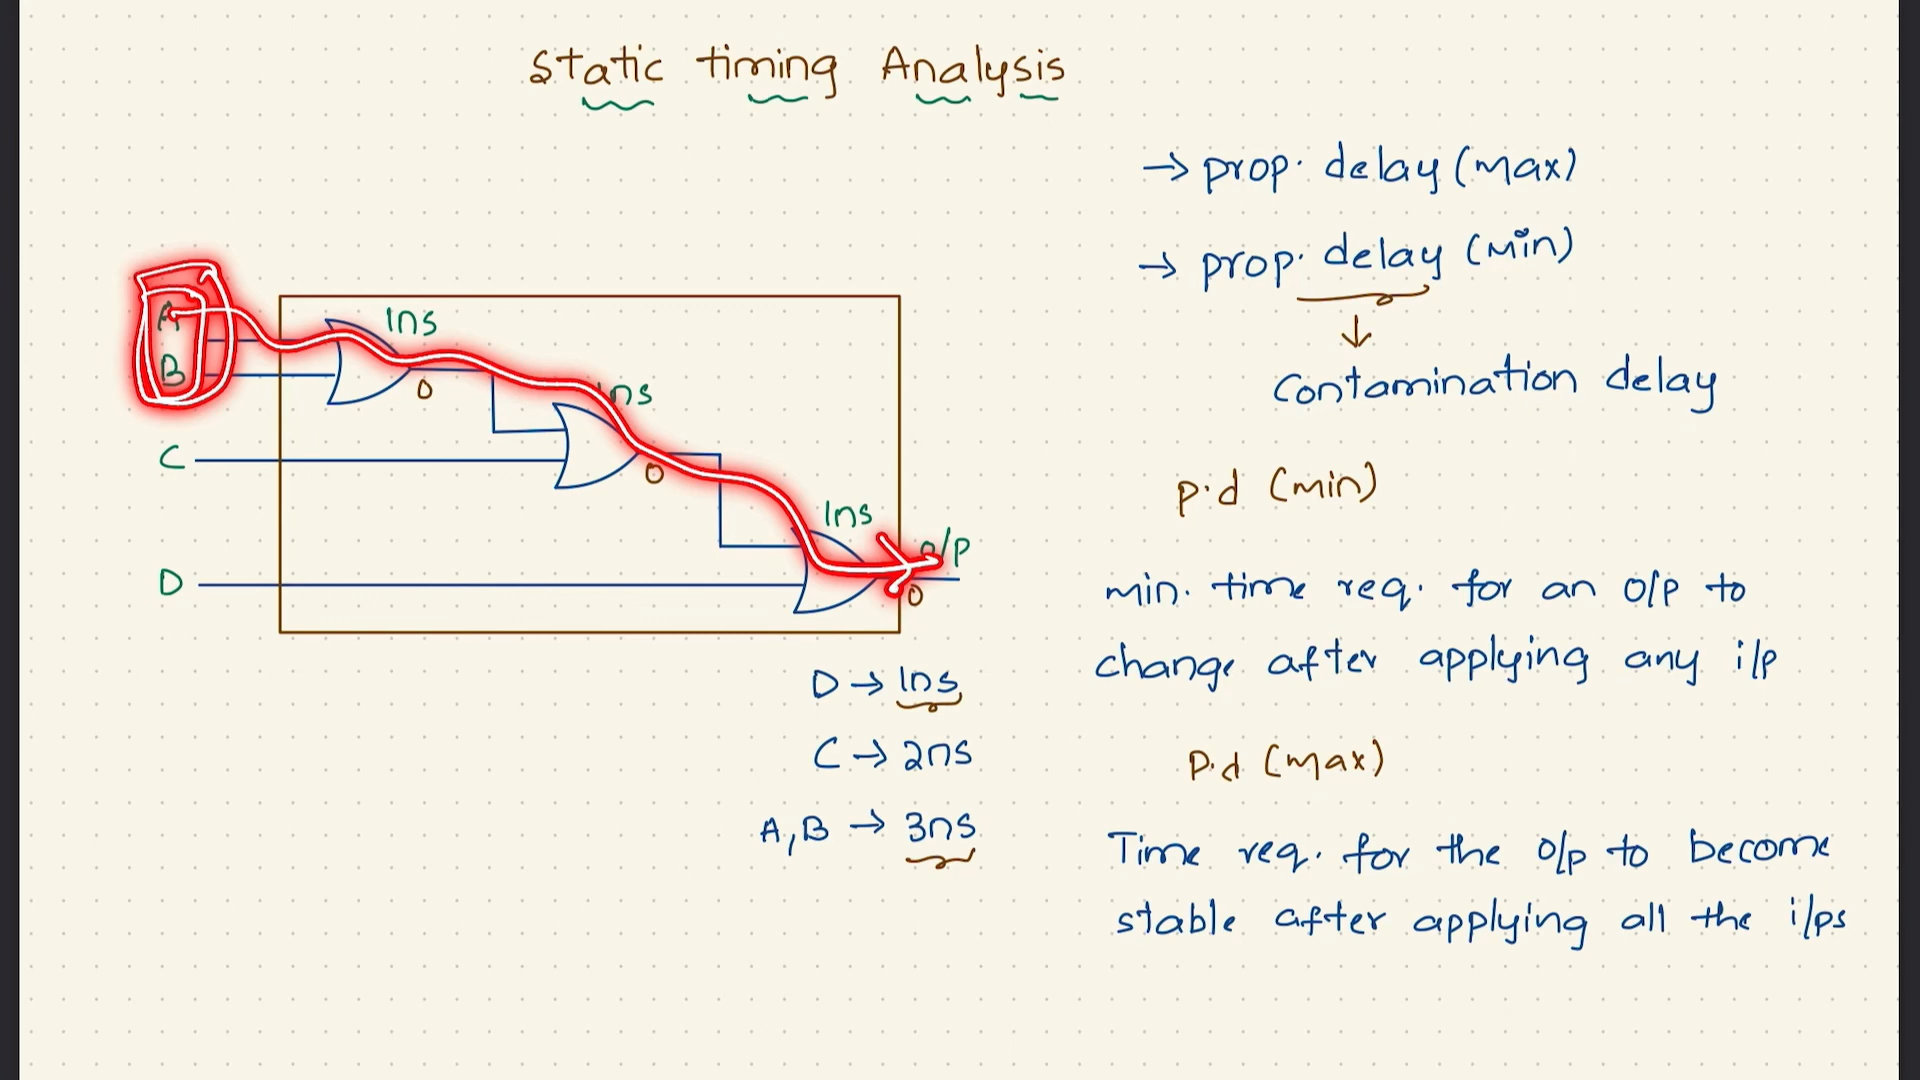 Static timing Analysis
→ prop. delay (max)
→ prop. delay (min)
↓
Contamination delay
p.d (min)
min. time req. for an o/p to
change after applying any i/p
P.d (max)
Time req. for the o/p to become
stable after applying all the i/ps
A
B
C
D
1ns
0
1ns
0
1ns
o/p
0
D → 1ns
C → 2ns
A,B → 3ns